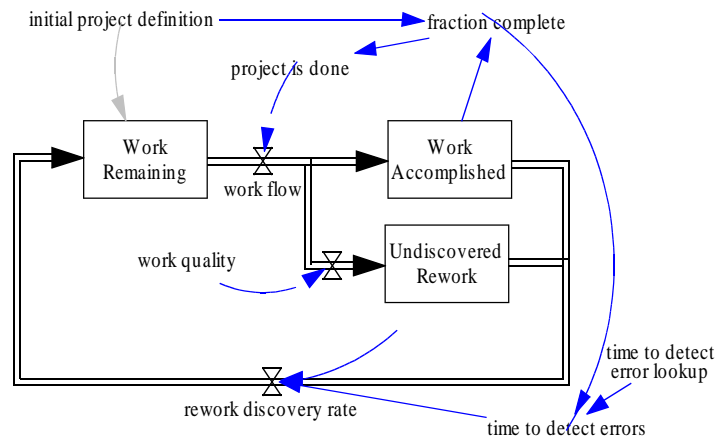 initial project definition
fraction complete
project is done
Work
Remaining
Work
Accomplished
work flow
Undiscovered
Rework
work quality
time to detect
error lookup
rework discovery rate
time to detect errors